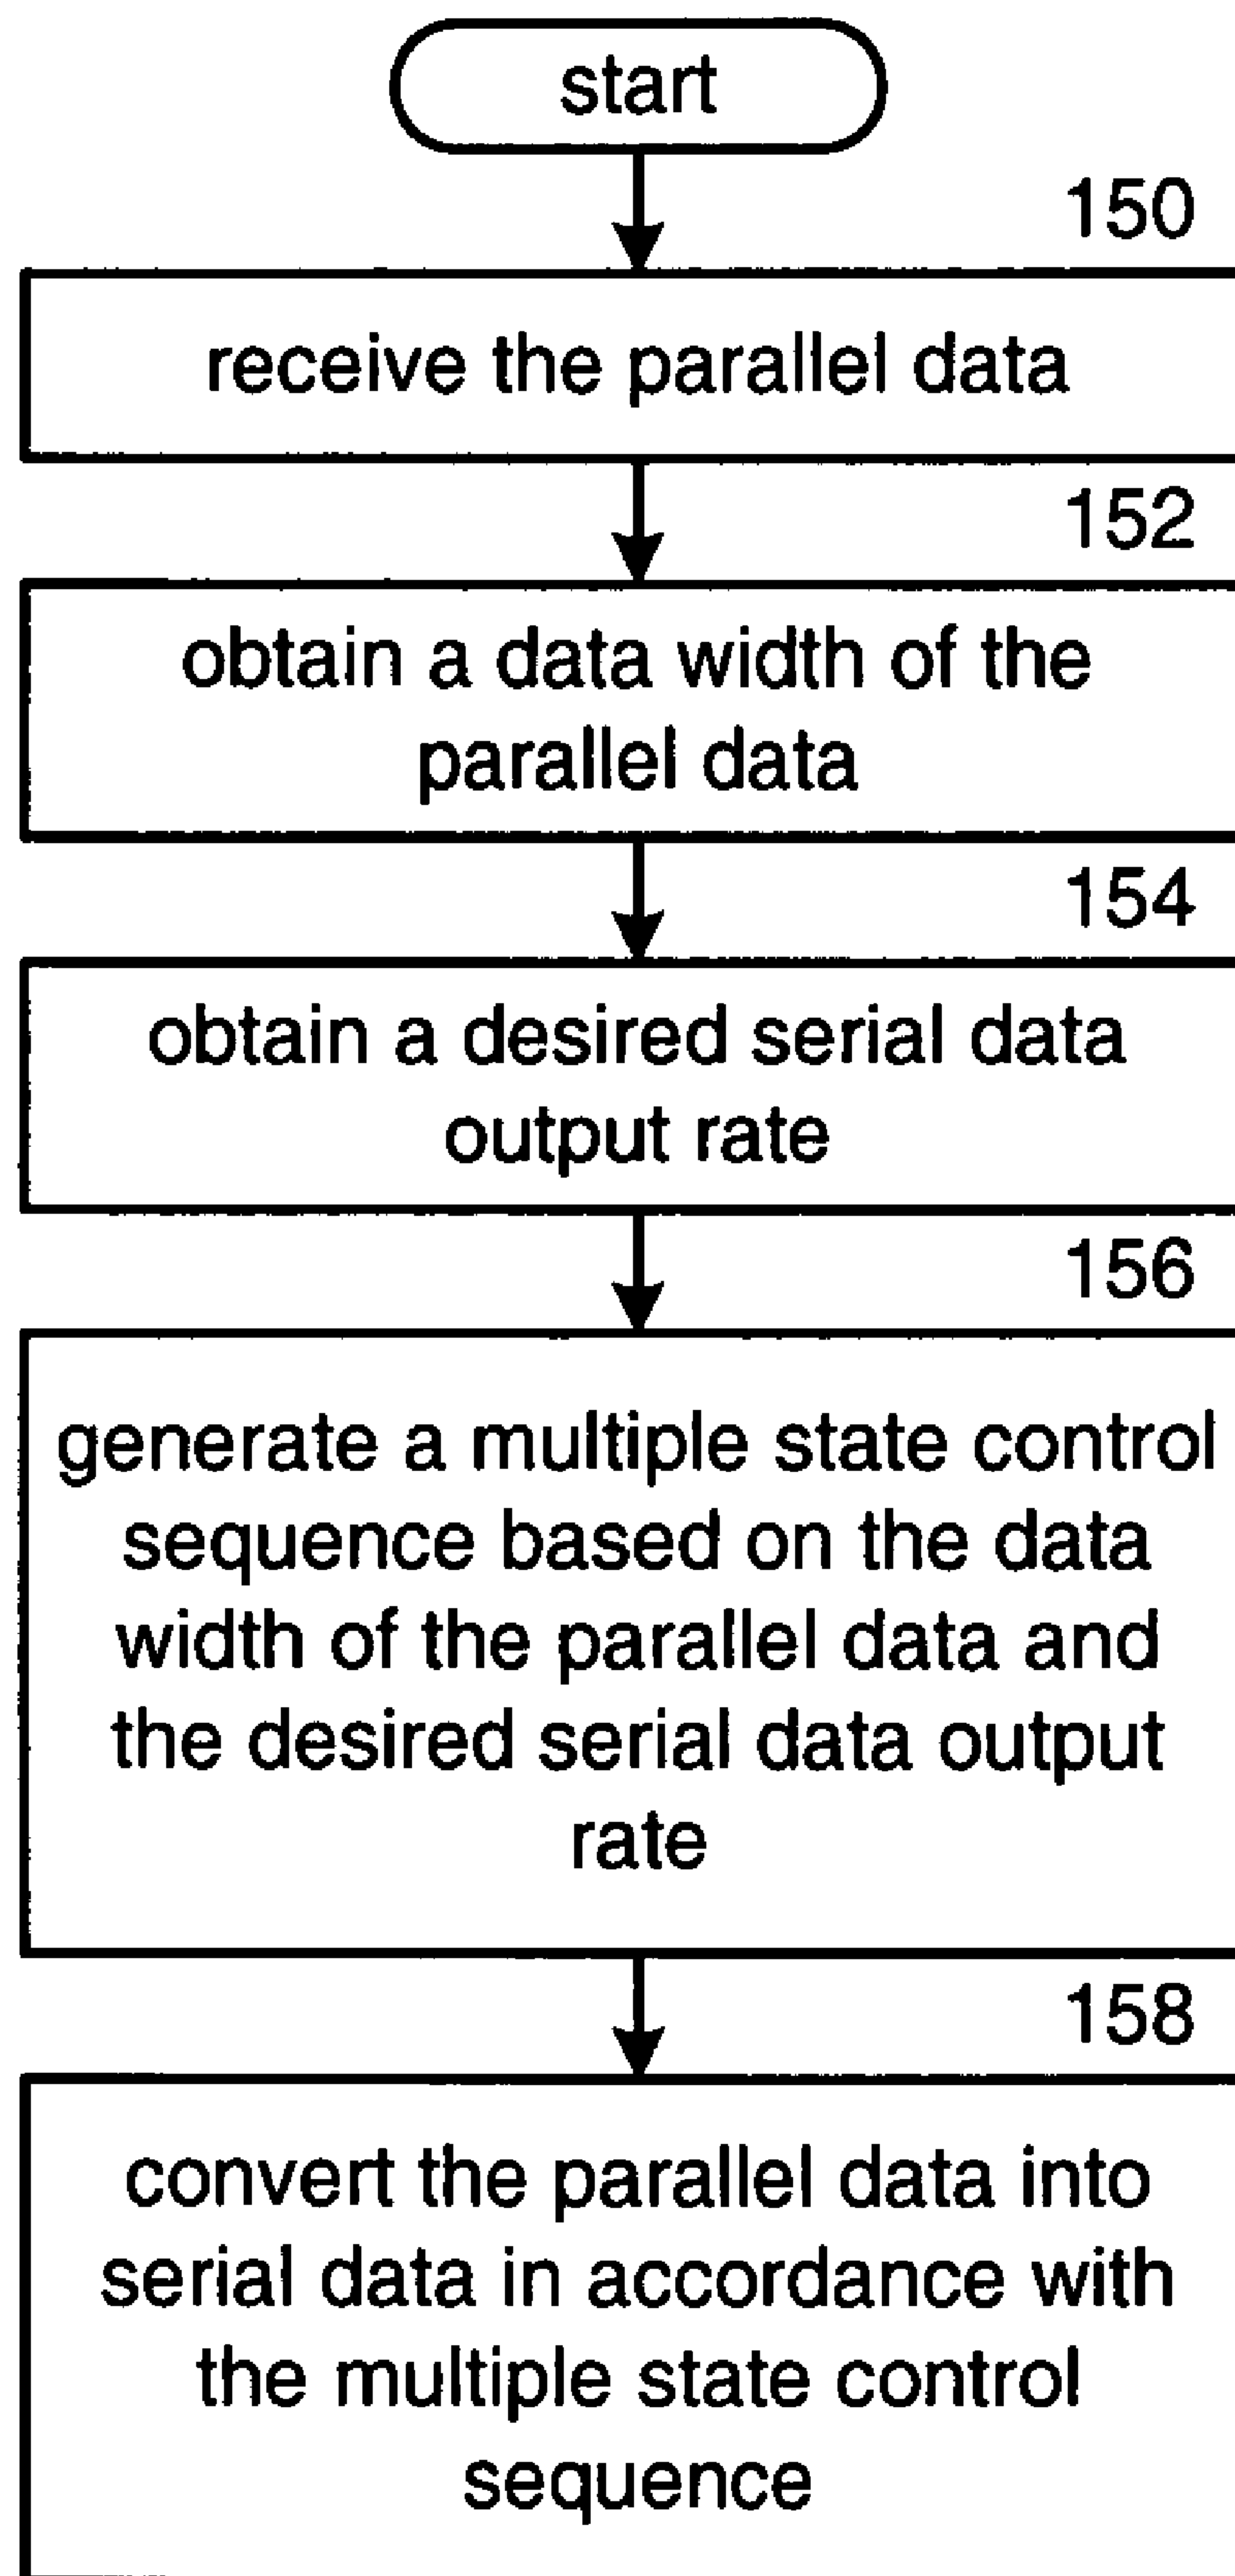 start
150
receive the parallel data
152
obtain a data width of the
parallel data
154
obtain a desired serial data
output rate
156
generate a multiple state control
sequence based on the data
width of the parallel data and
the desired serial data output
rate
158
convert the parallel data into
serial data in accordance with
the multiple state control
sequence